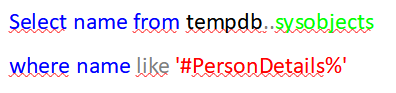 Select name from tempdb..sysobjects
where name like '#PersonDetails%'